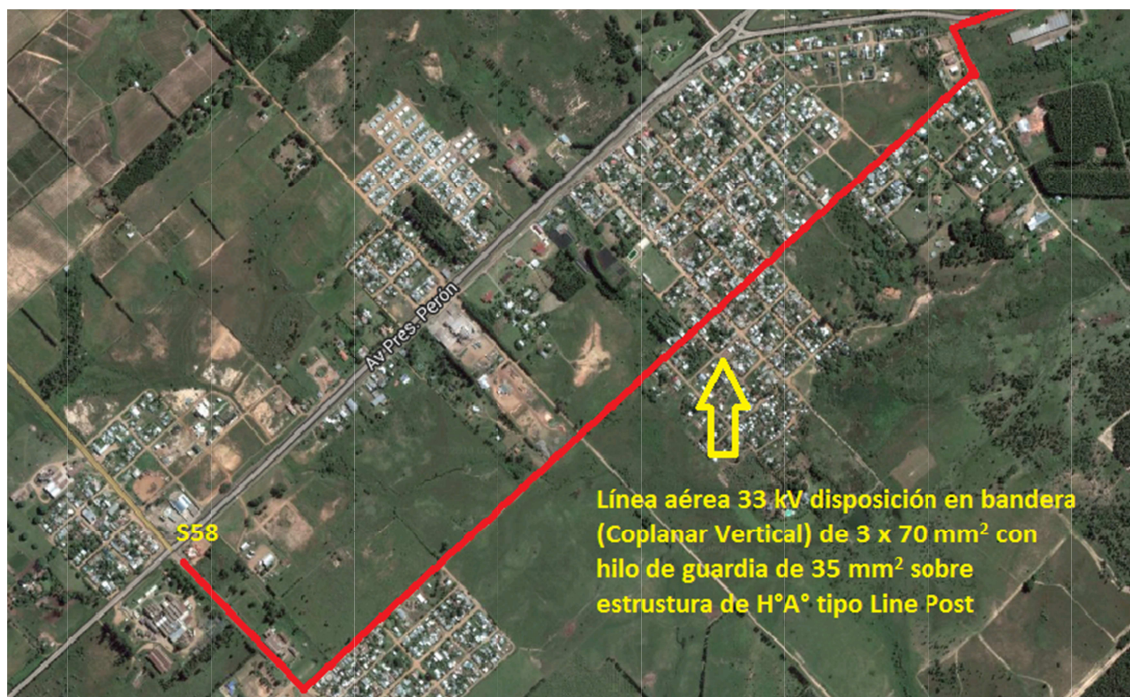 Av Pres. Perón
S58
Línea aérea 33 kV disposición en bandera
(Coplanar Vertical) de 3 x 70 mm² con
hilo de guardia de 35 mm² sobre
estrustura de H°A° tipo Line Post